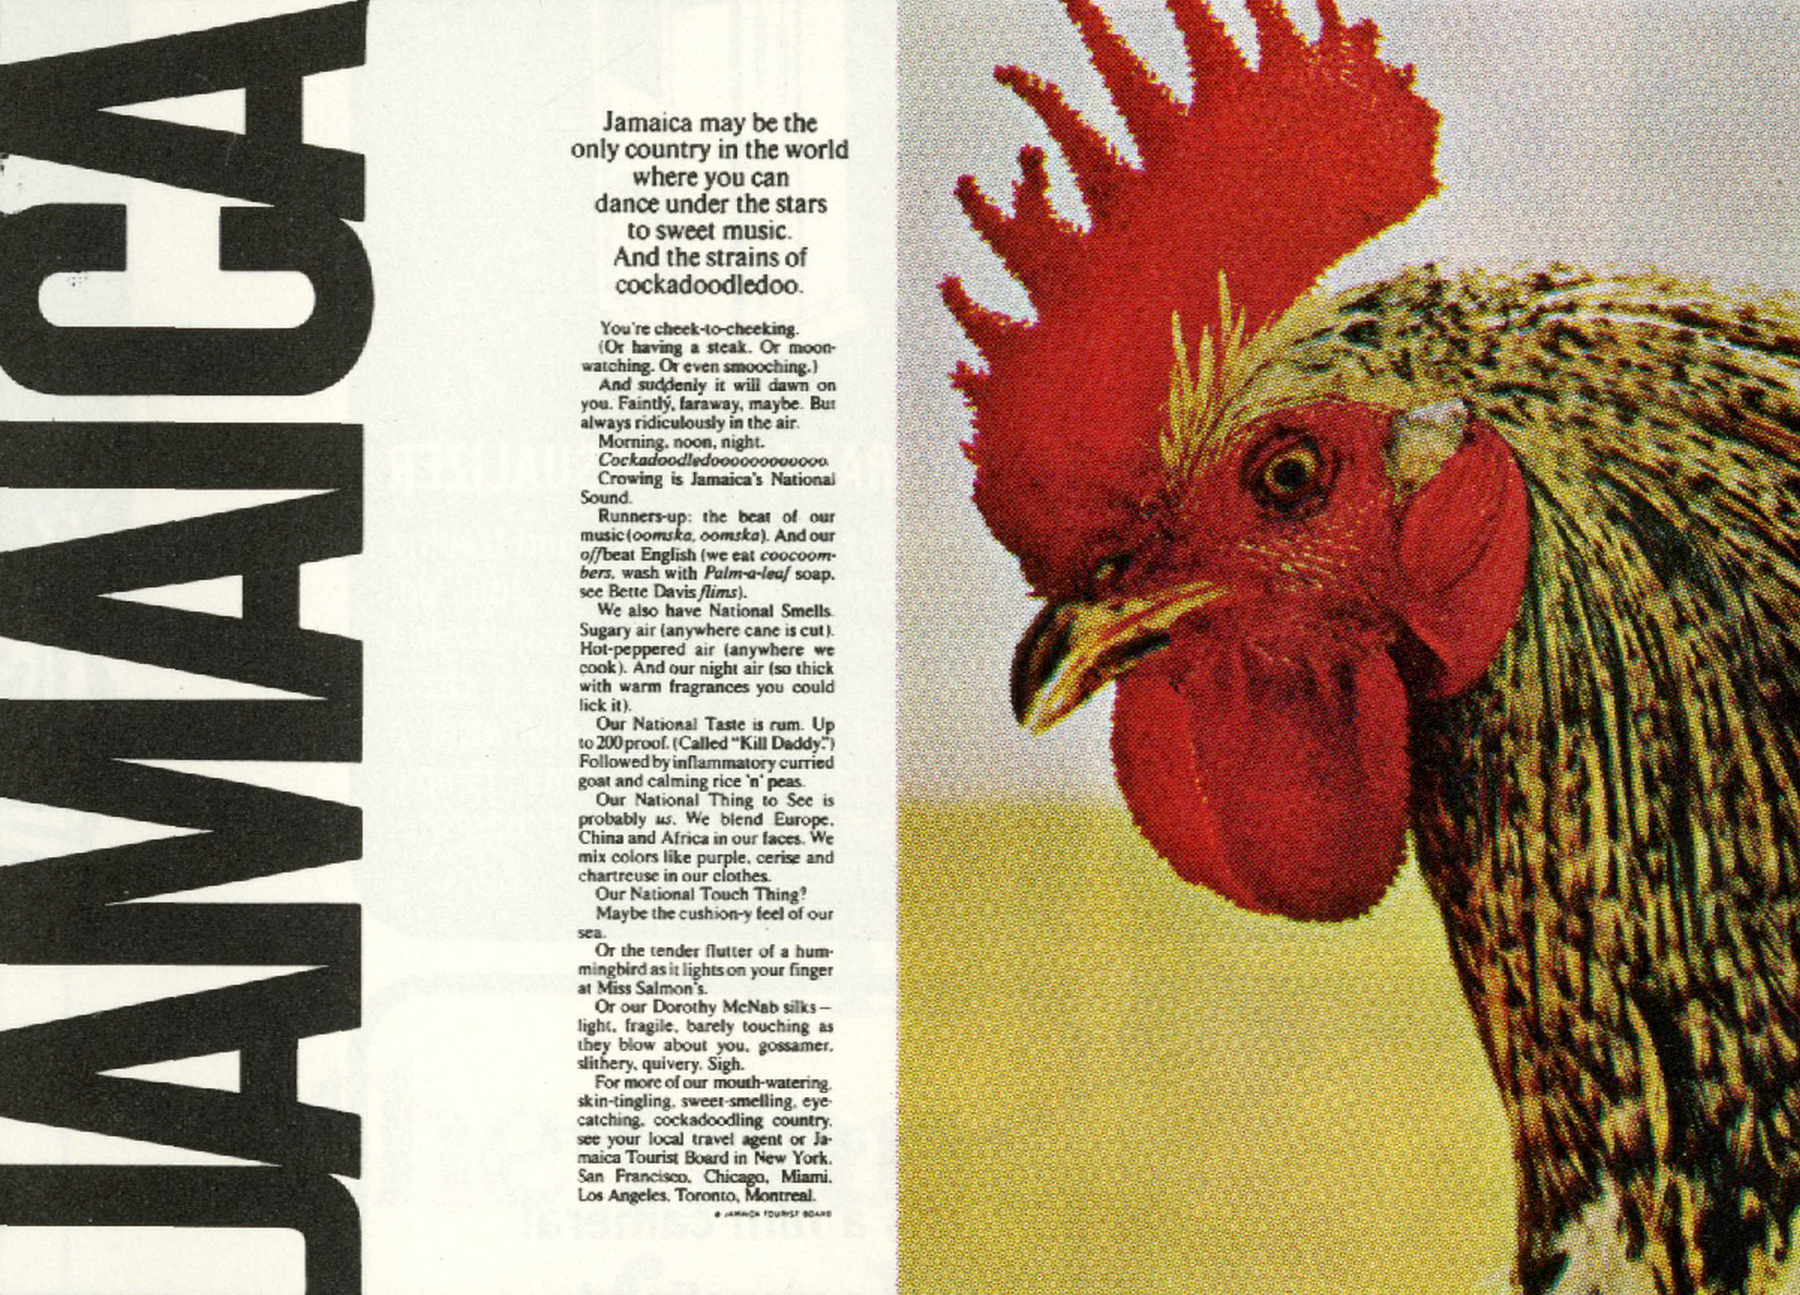 JAMAICA
Jamaica may be the
only country in the world
where you can
dance under the stars
to sweet music.
And the strains of
cockadoodledoo.
You're cheek-to-cheeking.
(Or having a steak. Or moon-
watching. Or even smooching.)
And suddenly it will dawn on
you. Faintly, faraway, maybe. But
always ridiculously in the air.
Morning, noon, night.
Cockadoodledoooooooooooo.
Crowing is Jamaica's National
Sound.
Runners-up: the beat of our
music (oomska, oomska). And our
offbeat English (we eat coocoom-
bers, wash with Palm-a-leaf soap,
see Bette Davis flims).
We also have National Smells.
Sugary air (anywhere cane is cut).
Hot-peppered air (anywhere we
cook). And our night air (so thick
with warm fragrances you could
lick it).
Our National Taste is rum. Up
to 200 proof. (Called "Kill Daddy.")
Followed by inflammatory curried
goat and calming rice 'n' peas.
Our National Thing to See is
probably us. We blend Europe,
China and Africa in our faces. We
mix colors like purple, cerise and
chartreuse in our clothes.
Our National Touch Thing?
Maybe the cushion-y feel of our
sea.
Or the tender flutter of a hum-
mingbird as it lights on your finger
at Miss Salmon's.
Or our Dorothy McNab silks—
light, fragile, barely touching as
they blow about you, gossamer,
slithery, quivery. Sigh.
For more of our mouth-watering,
skin-tingling, sweet-smelling, eye-
catching, cockadoodling country,
see your local travel agent or Ja-
maica Tourist Board in New York,
San Francisco, Chicago, Miami,
Los Angeles, Toronto, Montreal.
© JAMAICA TOURIST BOARD